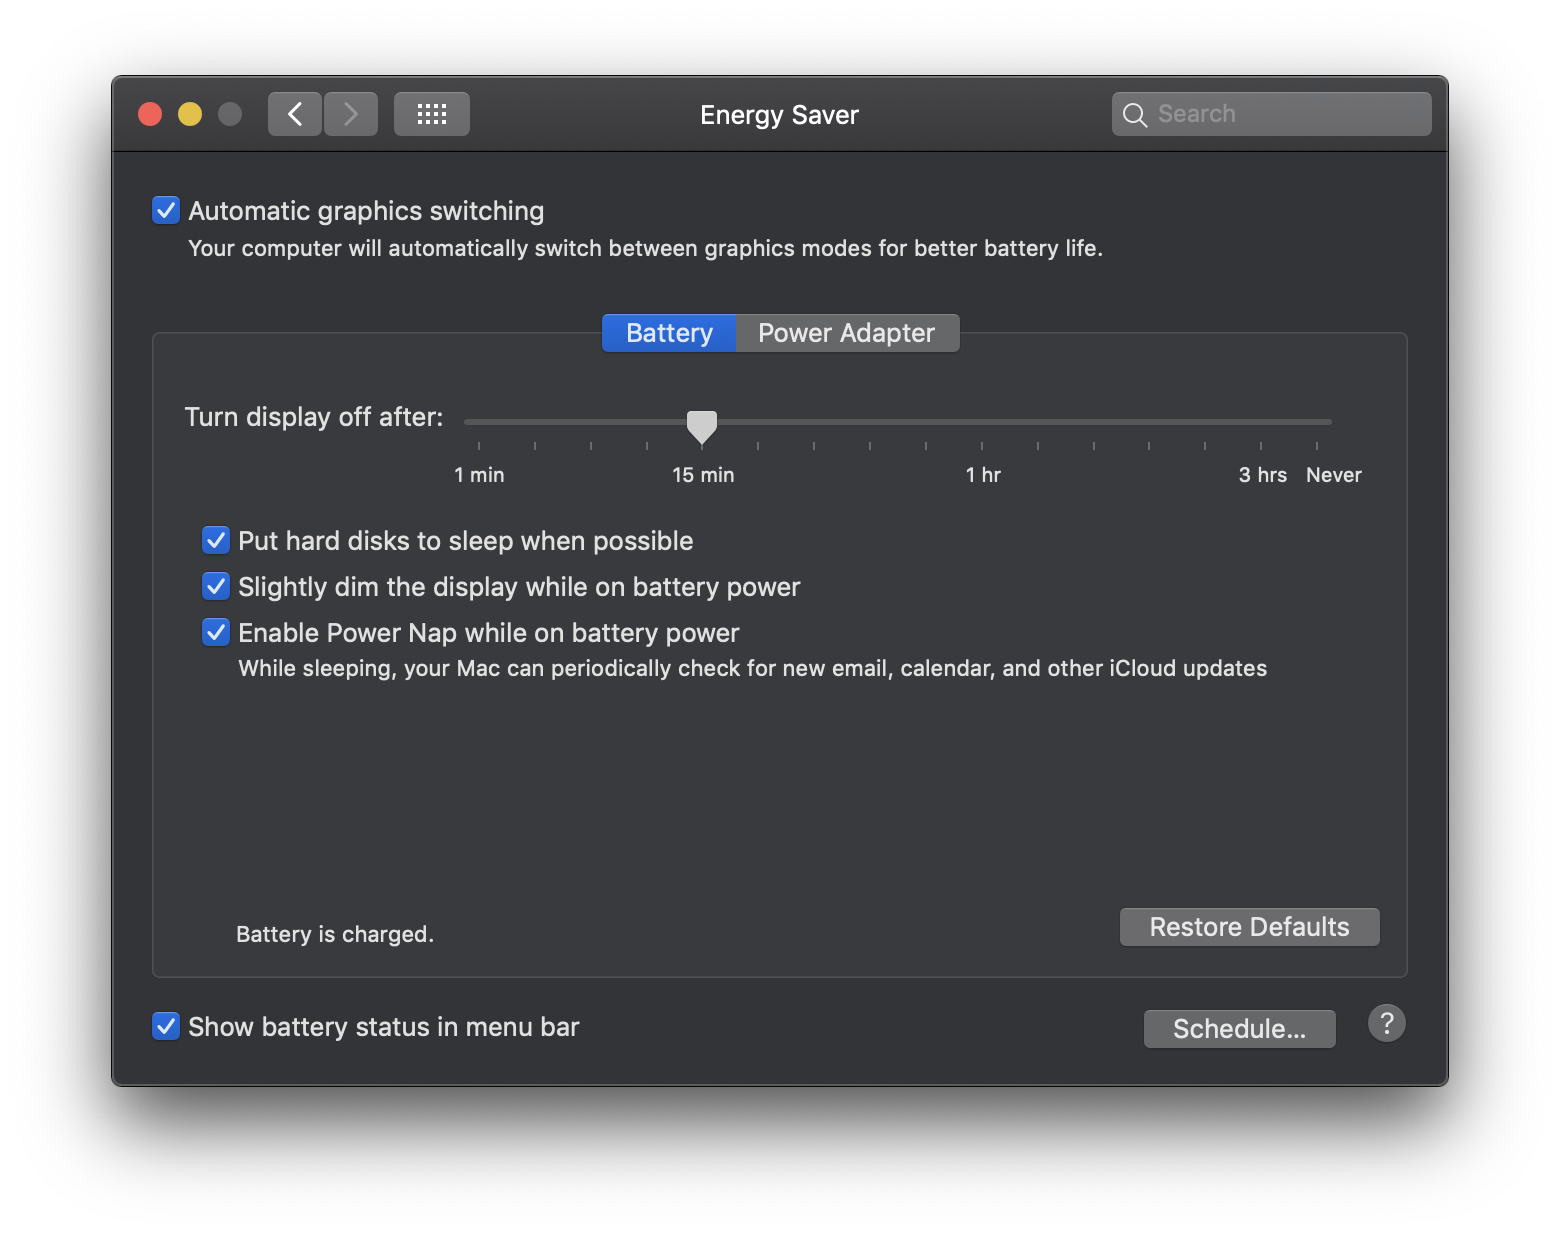 Energy Saver
Search
Automatic graphics switching
Your computer will automatically switch between graphics modes for better battery life.
Battery
Power Adapter
Turn display off after:
1 min
15 min
1 hr
3 hrs
Never
Put hard disks to sleep when possible
Slightly dim the display while on battery power
Enable Power Nap while on battery power
While sleeping, your Mac can periodically check for new email, calendar, and other iCloud updates
Battery is charged.
Restore Defaults
Show battery status in menu bar
Schedule...
?